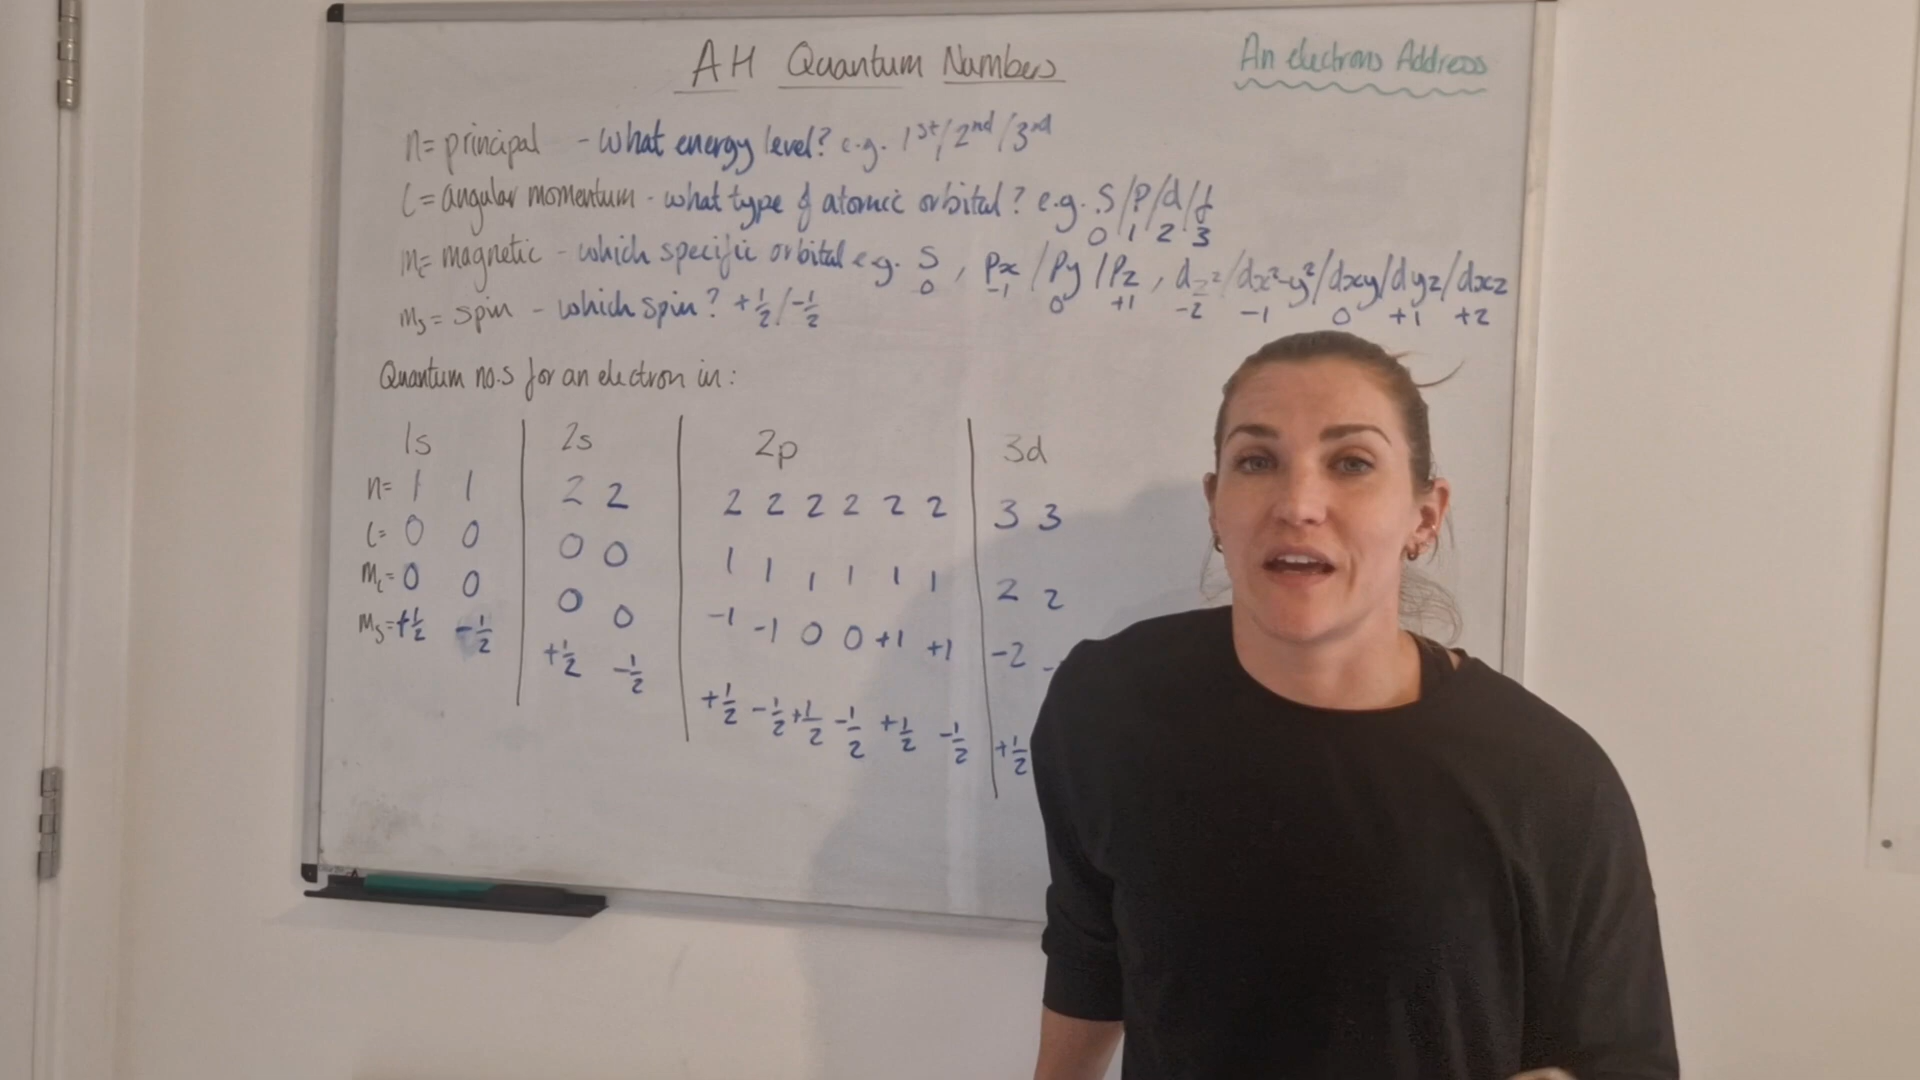 AH Quantum Numbers
An electrons Address
n = principal - What energy level? e.g. 1st/2nd/3rd
l = angular momentum - what type of atomic orbital? e.g. s/p/d/f
0 1 2 3
ml = magnetic - which specific orbital e.g. s, px/py/pz, dz²/dx²-y²/dxy/dyz/dxz
0 -1 0 +1 -2 -1 0 +1 +2
ms = spin - which spin? +1/2 / -1/2
Quantum no.s for an electron in:
1s 2s 2p 3d
n= 1 1 2 2 2 2 2 2 2 2 3 3
l= 0 0 0 0 1 1 1 1 1 1 2 2
ml= 0 0 0 0 -1 -1 0 0 +1 +1 -2
ms= +1/2 -1/2 +1/2 -1/2 +1/2 -1/2 +1/2 -1/2 +1/2 -1/2 +1/2